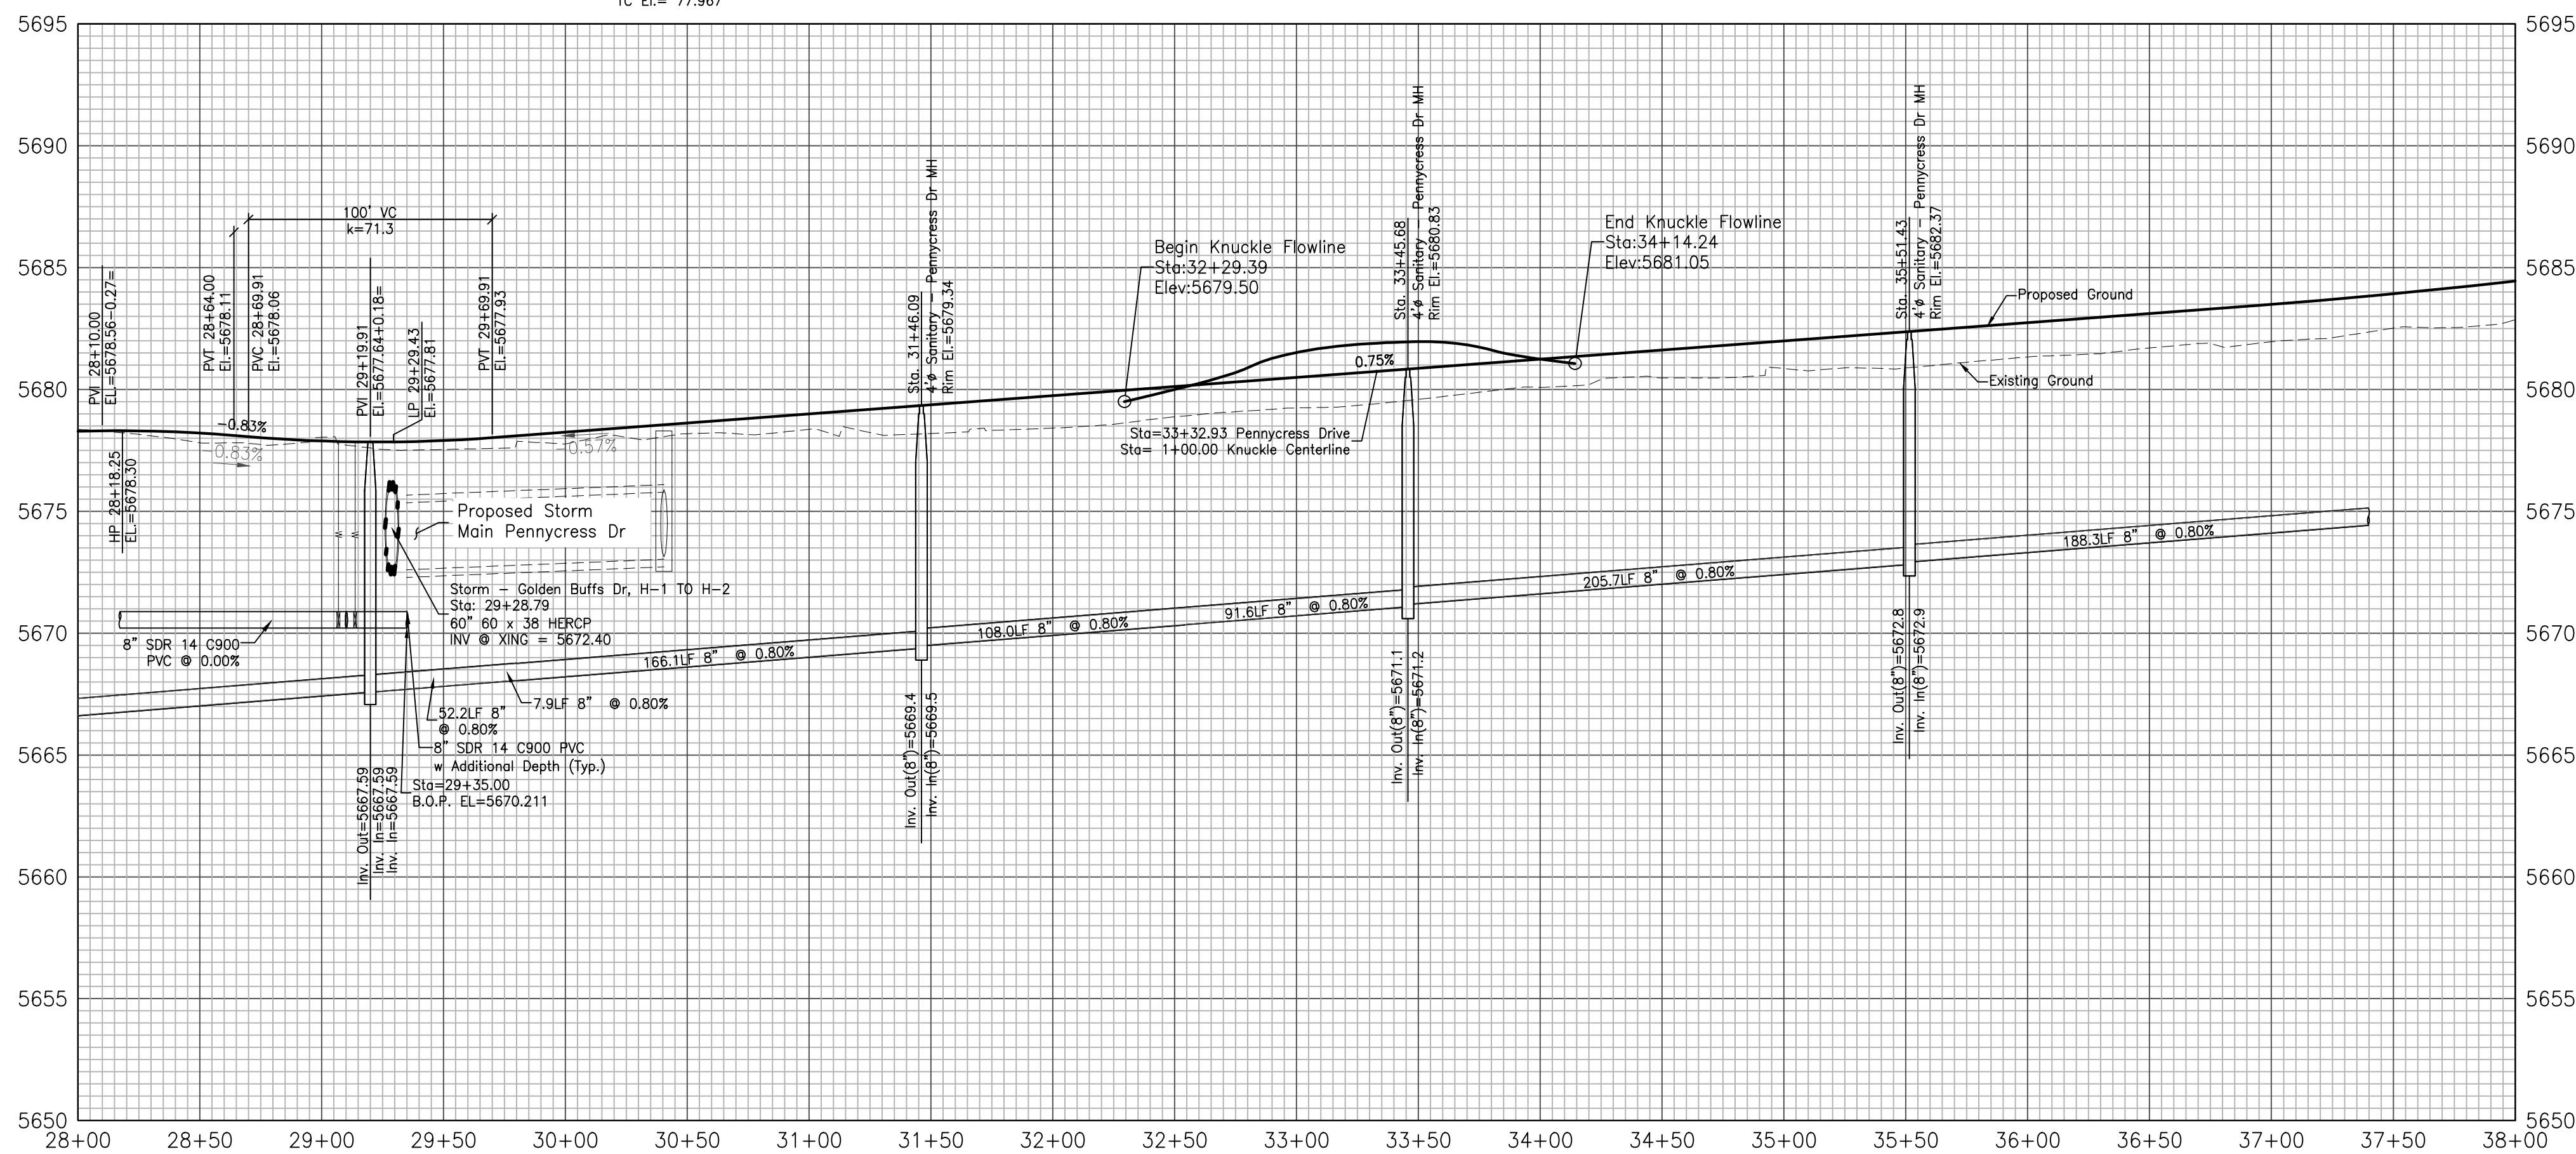 TC El.= 77.967
5695
5690
5685
5680
5675
5670
5665
5660
5655
5650
5695
5690
5685
5680
5675
5670
5665
5660
5655
5650
28+00
28+50
29+00
29+50
30+00
30+50
31+00
31+50
32+00
32+50
33+00
33+50
34+00
34+50
35+00
35+50
36+00
36+50
37+00
37+50
38+00
PVI 28+10.00
EL.=5678.56-0.27=
HP 28+18.25
EL.=5678.30
PVT 28+64.00
El.=5678.11
PVC 28+69.91
El.=5678.06
100' VC
k=71.3
PVI 29+19.91
El.=5677.64+0.18=
LP 29+29.43
El.=5677.81
PVT 29+69.91
El.=5677.93
-0.83%
-0.83%
-0.57%
Proposed Storm
Main Pennycress Dr
Storm - Golden Buffs Dr, H-1 TO H-2
Sta: 29+28.79
60" 60 x 38 HERCP
INV @ XING = 5672.40
8" SDR 14 C900
PVC @ 0.00%
166.1LF 8" @ 0.80%
7.9LF 8" @ 0.80%
52.2LF 8"
@ 0.80%
8" SDR 14 C900 PVC
w Additional Depth (Typ.)
Sta=29+35.00
B.O.P. EL=5670.211
Inv. Out=5667.59
Inv. In=5667.59
Inv. In=5667.59
Sta. 31+46.09
4'ø Sanitary - Pennycress Dr MH
Rim El.=5679.34
Inv. Out(8")=5669.4
Inv. In(8")=5669.5
108.0LF 8" @ 0.80%
91.6LF 8" @ 0.80%
Begin Knuckle Flowline
Sta:32+29.39
Elev:5679.50
Sta=33+32.93 Pennycress Drive
Sta= 1+00.00 Knuckle Centerline
0.75%
Sta. 33+45.68
4'ø Sanitary - Pennycress Dr MH
Rim El.=5680.83
Inv. Out(8")=5671.1
Inv. In(8")=5671.2
End Knuckle Flowline
Sta:34+14.24
Elev:5681.05
205.7LF 8" @ 0.80%
Sta. 35+51.43
4'ø Sanitary - Pennycress Dr MH
Rim El.=5682.37
Inv. Out(8")=5672.8
Inv. In(8")=5672.9
Proposed Ground
Existing Ground
188.3LF 8" @ 0.80%